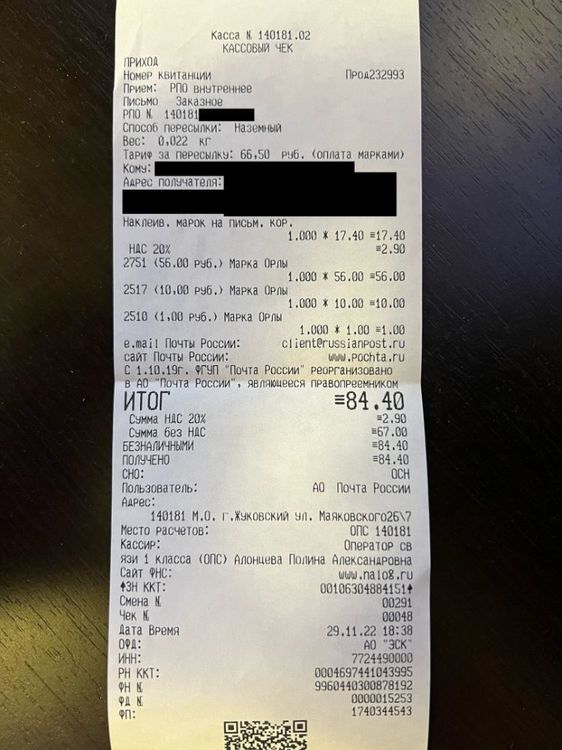 Касса № 140181.02
КАССОВЫЙ ЧЕК
ПРИХОД
Номер квитанции Прод232993
Прием: РПО внутреннее
Письмо Заказное
РПО № 140181
Способ пересылки: Наземный
Вес: 0,022 кг
Тариф за пересылку: 66,50 руб. (оплата марками)
Кому:
Адрес получателя:
Наклеив. марок на письм. кор.
1.000 * 17.40 ≡17.40
НДС 20% ≡2.90
2751 (56.00 руб.) Марка Орлы
1.000 * 56.00 ≡56.00
2517 (10.00 руб.) Марка Орлы
1.000 * 10.00 ≡10.00
2510 (1.00 руб.) Марка Орлы
1.000 * 1.00 ≡1.00
e.mail Почты России: client@russianpost.ru
сайт Почты России: www.pochta.ru
С 1.10.19г. ФГУП "Почта России" реорганизовано
в АО "Почта России", являющееся правопреемником
ИТОГ ≡84.40
Сумма НДС 20% ≡2.90
Сумма без НДС ≡67.00
БЕЗНАЛИЧНЫМИ ≡84.40
ПОЛУЧЕНО ≡84.40
СНО: ОСН
Пользователь: АО Почта России
Адрес:
140181 М.О. г.Жуковский ул. Маяковского26\7
Место расчетов: ОПС 140181
Кассир: Оператор св
язи 1 класса (ОПС) Алонцева Полина Александровна
Сайт ФНС: www.nalog.ru
ЗН ККТ: 00106304884151
Смена № 00291
Чек № 00048
Дата Время 29.11.22 18:38
ОФД: АО "ЭСК"
ИНН: 7724490000
РН ККТ: 0004697441043995
ФН № 9960440300878192
ФД № 0000015253
ФП: 1740344543